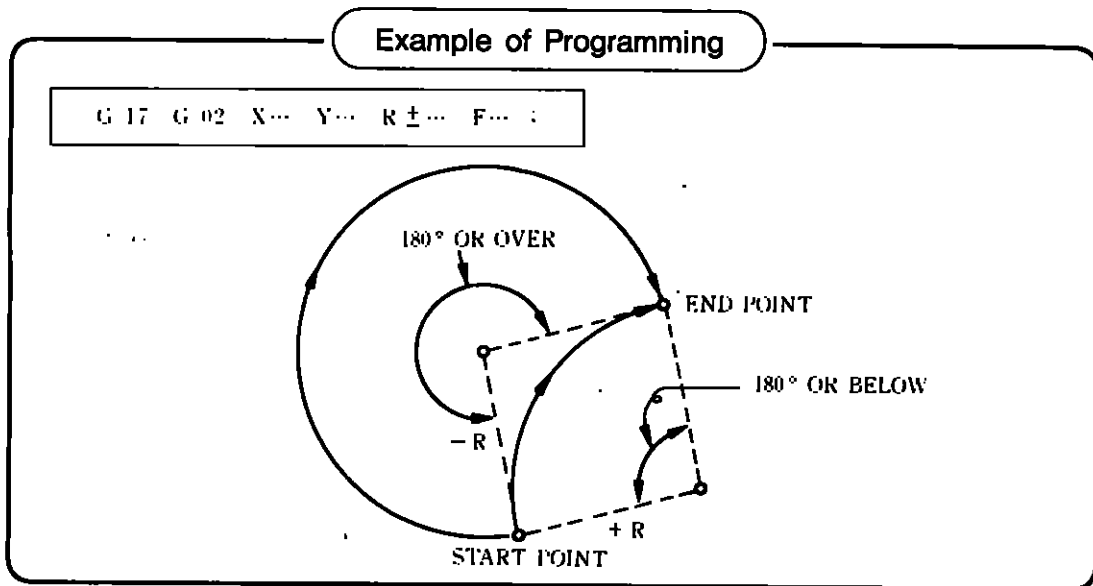 Example of Programming
G 17 G 02 X··· Y··· R ±··· F··· ;
180° OR OVER
END POINT
180° OR BELOW
− R
+ R
START POINT